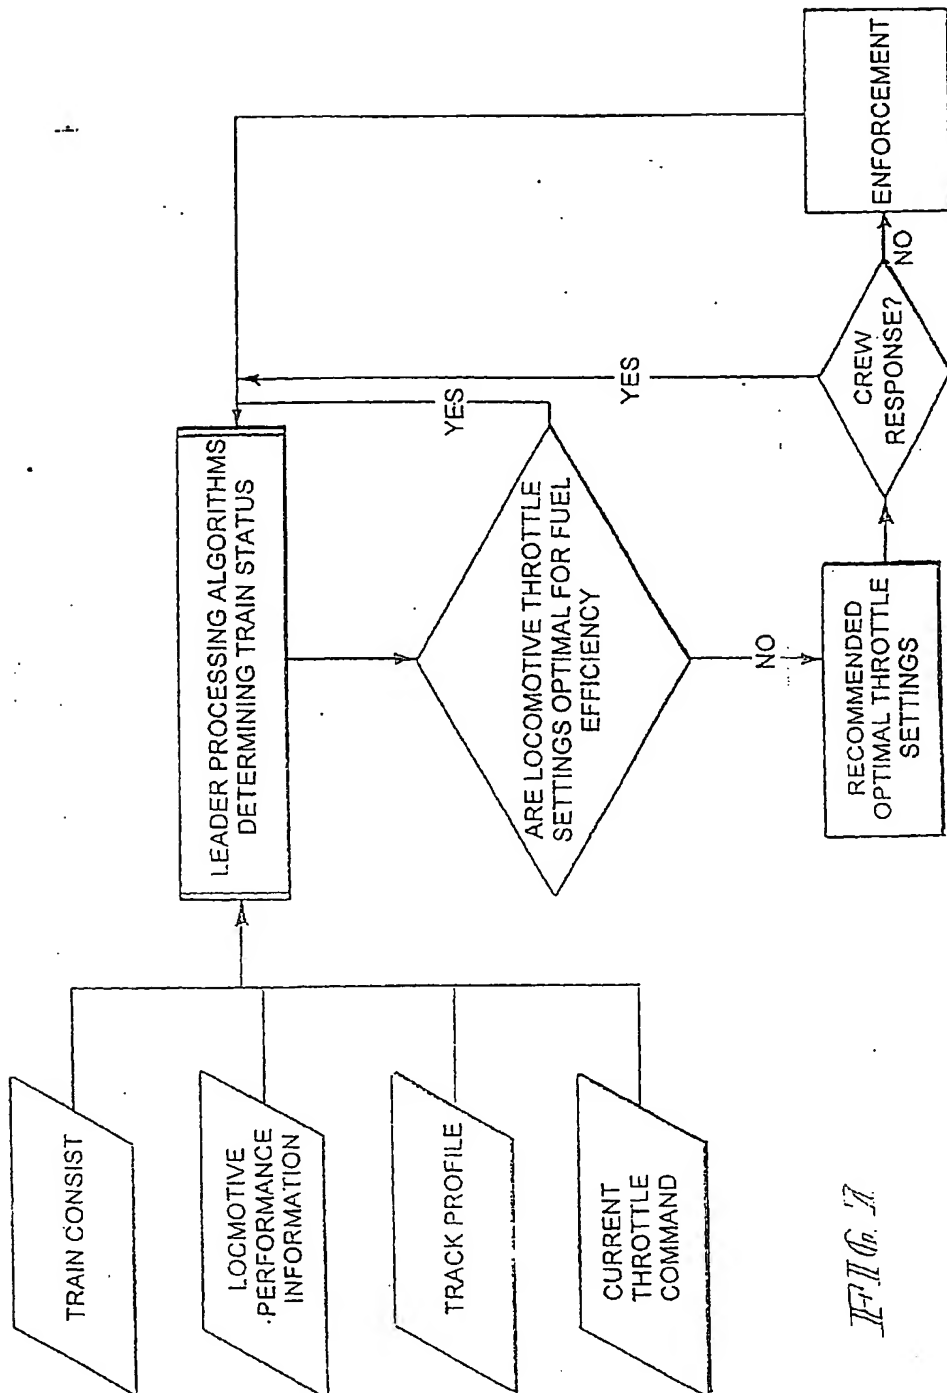 TRAIN CONSIST
LOCMOTIVE
PERFORMANCE
INFORMATION
TRACK PROFILE
CURRENT
THROTTLE
COMMAND
LEADER PROCESSING ALGORITHMS
DETERMINING TRAIN STATUS
ARE LOCOMOTIVE THROTTLE
SETTINGS OPTIMAL FOR FUEL
EFFICIENCY
YES
NO
RECOMMENDED
OPTIMAL THROTTLE
SETTINGS
CREW
RESPONSE?
YES
NO
ENFORCEMENT